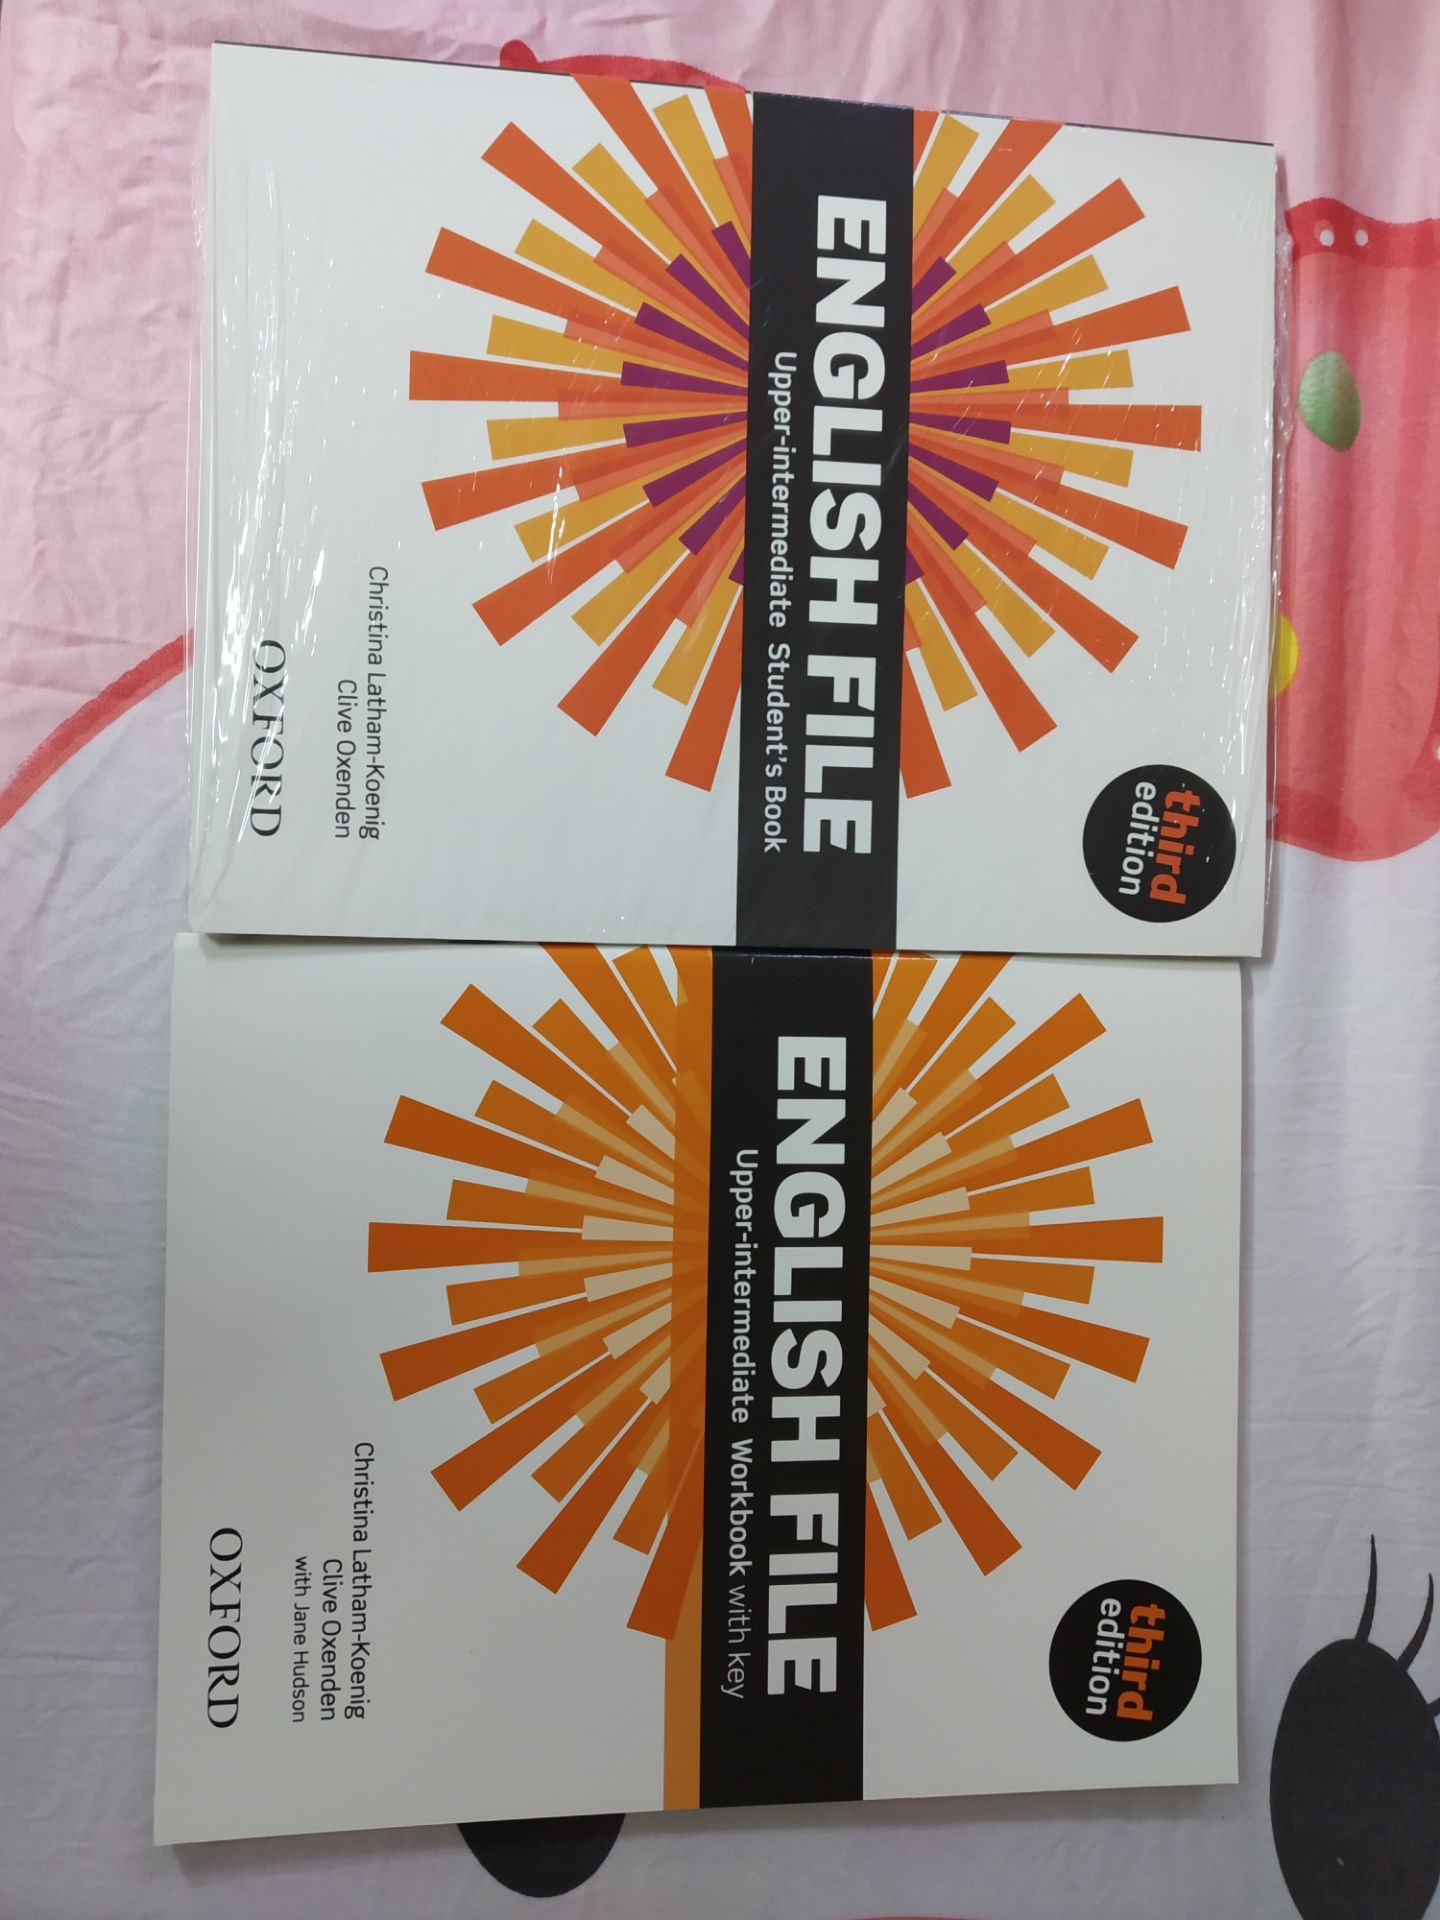 third
edition
ENGLISH FILE
Upper-intermediate Student's Book
Christina Latham-Koenig
Clive Oxenden
OXFORD
third
edition
ENGLISH FILE
Upper-intermediate Workbook with key
Christina Latham-Koenig
Clive Oxenden
with Jane Hudson
OXFORD